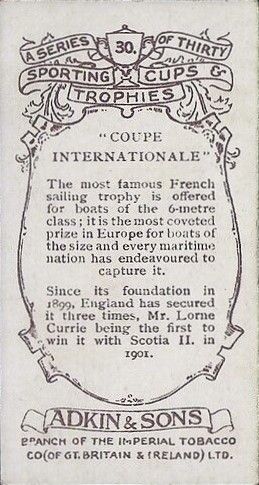 A SERIES 30. OF THIRTY
SPORTING CUPS &
TROPHIES
"COUPE
INTERNATIONALE"
The most famous French
sailing trophy is offered
for boats of the 6-metre
class; it is the most coveted
prize in Europe for boats of
the size and every maritime
nation has endeavoured to
capture it.
Since its foundation in
1899, England has secured
it three times, Mr. Lorne
Currie being the first to
win it with Scotia II. in
1901.
ADKIN & SONS
BRANCH OF THE IMPERIAL TOBACCO
CO (OF GT. BRITAIN & IRELAND) LTD.